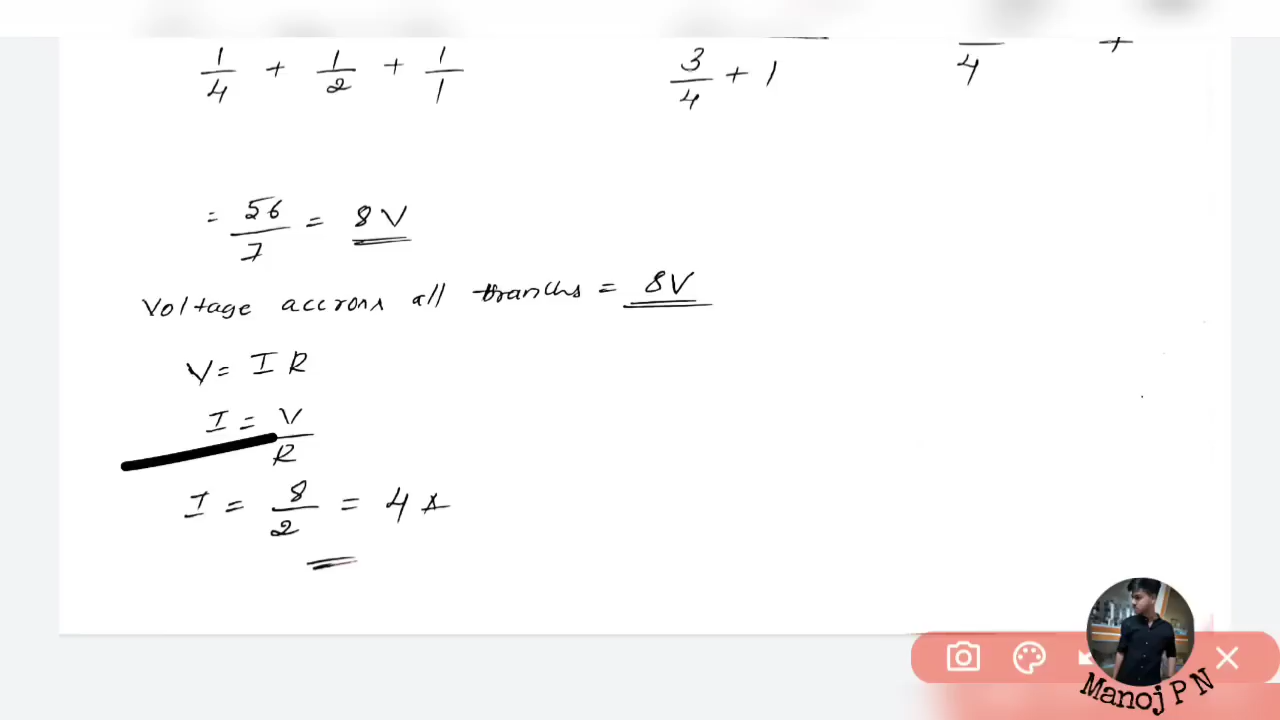 1/4 + 1/2 + 1/1
3/4 + 1
4 +
= 56/7 = 8V
Voltage accrons all branchs = 8V
V = IR
I = V/R
I = 8/2 = 4A
Manoj P N